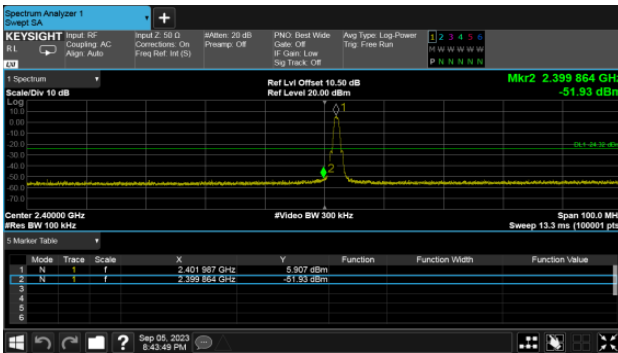 Spectrum Analyzer 1
Swept SA
+
KEYSIGHT Input: RF Input Z: 50 Ω #Atten: 20 dB PNO: Best Wide Avg Type: Log-Power 1 2 3 4 5 6
RL Coupling: AC Corrections: On Preamp: Off Gate: Off Trig: Free Run M W W W W W
Align: Auto Freq Ref: Int (S) IF Gain: Low
Sig Track: Off P N N N N N
LXI
1 Spectrum Ref Lvl Offset 10.50 dB Mkr2 2.399 864 GHz
Scale/Div 10 dB Ref Level 20.00 dBm -51.93 dBm
Log
10.0 1
0.00
-10.0
-20.0 DL1 -24.32 dBm
-30.0
-40.0
-50.0 2
-60.0
-70.0
Center 2.40000 GHz #Video BW 300 kHz Span 100.0 MHz
#Res BW 100 kHz Sweep 13.3 ms (100001 pts)
5 Marker Table
Mode Trace Scale X Y Function Function Width Function Value
1 N 1 f 2.401 987 GHz 5.907 dBm
2 N 1 f 2.399 864 GHz -51.93 dBm
3
4
5
6
? Sep 05, 2023
8:43:49 PM